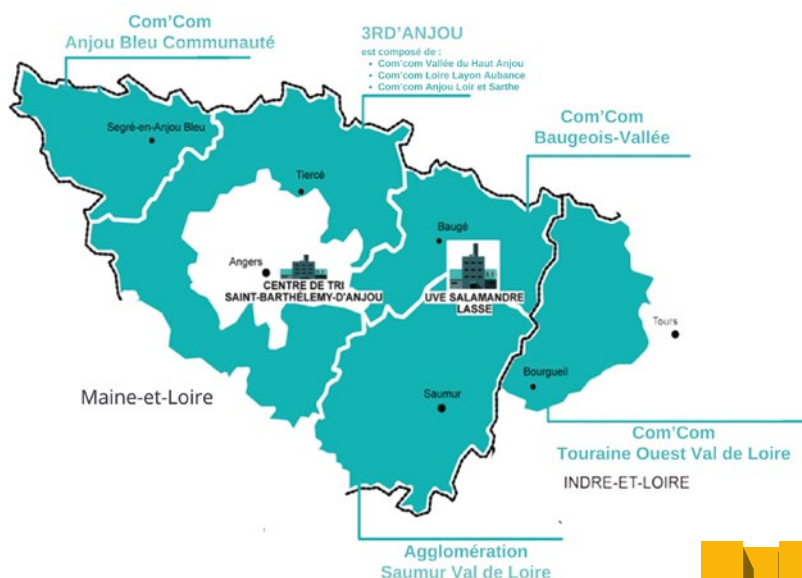 Com'Com
Anjou Bleu Communauté
3RD'ANJOU
est composé de :
• Com'com Vallée du Haut Anjou
• Com'com Loire Layon Aubance
• Com'com Anjou Loir et Sarthe
Com'Com
Baugeois-Vallée
Segré-en-Anjou Bleu
Tiercé
Baugé
Angers
CENTRE DE TRI
SAINT-BARTHÉLEMY-D'ANJOU
UVE SALAMANDRE
LASSE
Tours
Bourgueil
Maine-et-Loire
Saumur
Com'Com
Touraine Ouest Val de Loire
INDRE-ET-LOIRE
Agglomération
Saumur Val de Loire